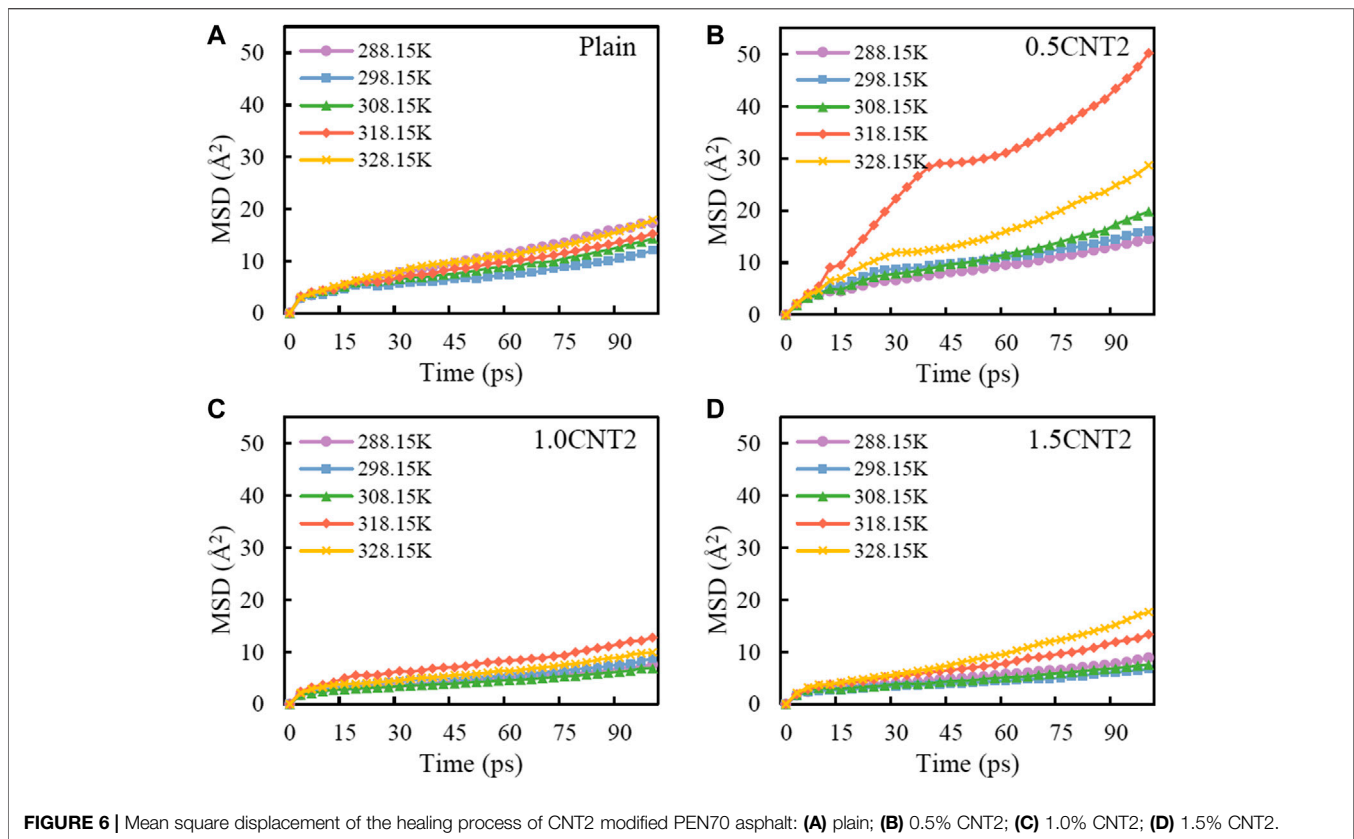 A
Plain
288.15K
298.15K
308.15K
318.15K
328.15K
MSD (Å²)
50
40
30
20
10
0
0 15 30 45 60 75 90
Time (ps)
B
0.5CNT2
288.15K
298.15K
308.15K
318.15K
328.15K
MSD (Å²)
50
40
30
20
10
0
0 15 30 45 60 75 90
Time (ps)
C
1.0CNT2
288.15K
298.15K
308.15K
318.15K
328.15K
MSD (Å²)
50
40
30
20
10
0
0 15 30 45 60 75 90
Time (ps)
D
1.5CNT2
288.15K
298.15K
308.15K
318.15K
328.15K
MSD (Å²)
50
40
30
20
10
0
0 15 30 45 60 75 90
Time (ps)
FIGURE 6 | Mean square displacement of the healing process of CNT2 modified PEN70 asphalt: (A) plain; (B) 0.5% CNT2; (C) 1.0% CNT2; (D) 1.5% CNT2.